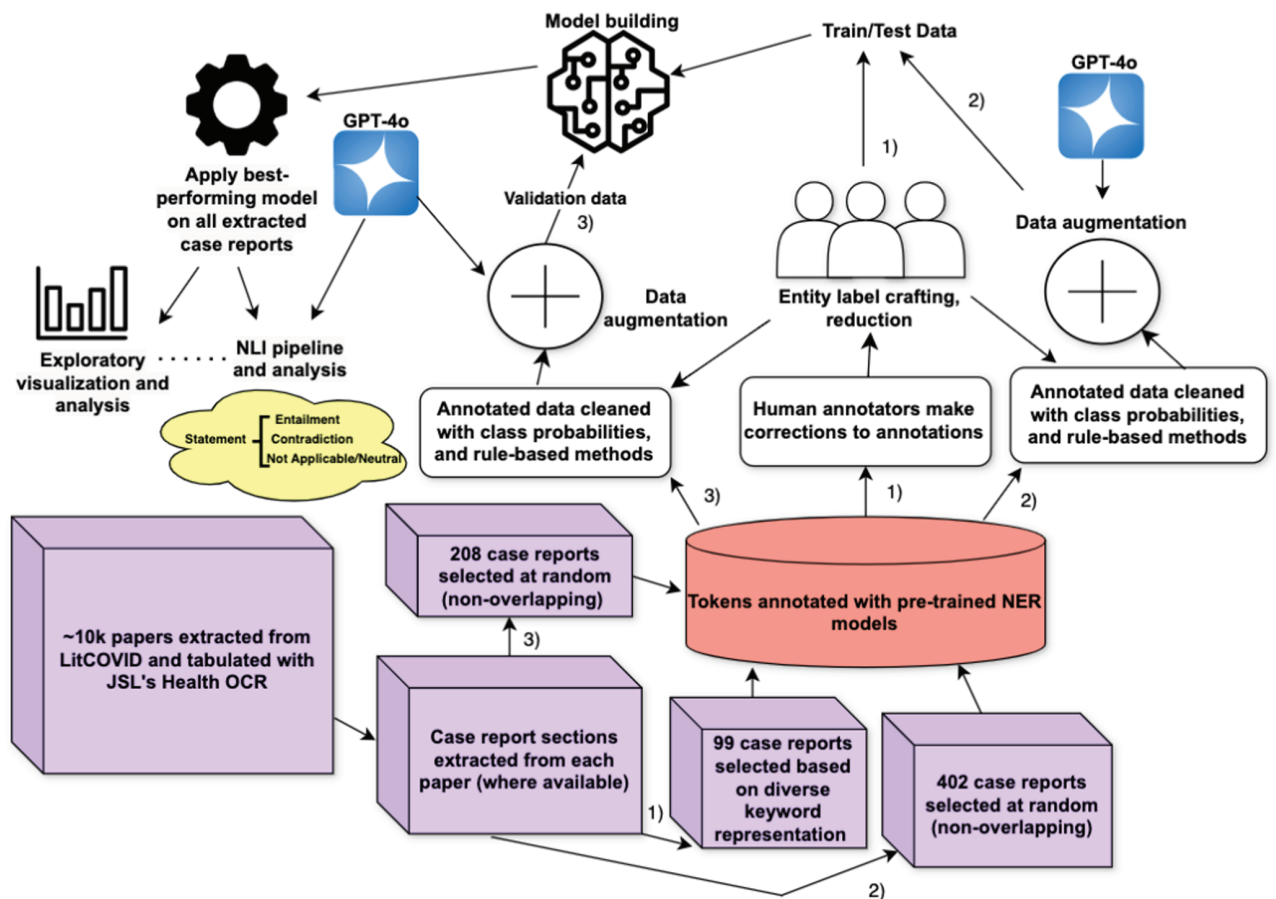 Model building
Train/Test Data
GPT-4o
2)
GPT-4o
1)
Apply best-
performing model
on all extracted
case reports
Validation data
3)
Data augmentation
Data
augmentation
Entity label crafting,
reduction
Exploratory
visualization and
analysis
NLI pipeline
and analysis
Statement
Entailment
Contradiction
Not Applicable/Neutral
Annotated data cleaned
with class probabilities,
and rule-based methods
Human annotators make
corrections to annotations
Annotated data cleaned
with class probabilities,
and rule-based methods
3)
1)
2)
208 case reports
selected at random
(non-overlapping)
Tokens annotated with pre-trained NER
models
~10k papers extracted from
LitCOVID and tabulated with
JSL's Health OCR
3)
Case report sections
extracted from each
paper (where available)
1)
99 case reports
selected based
on diverse
keyword
representation
402 case reports
selected at random
(non-overlapping)
2)